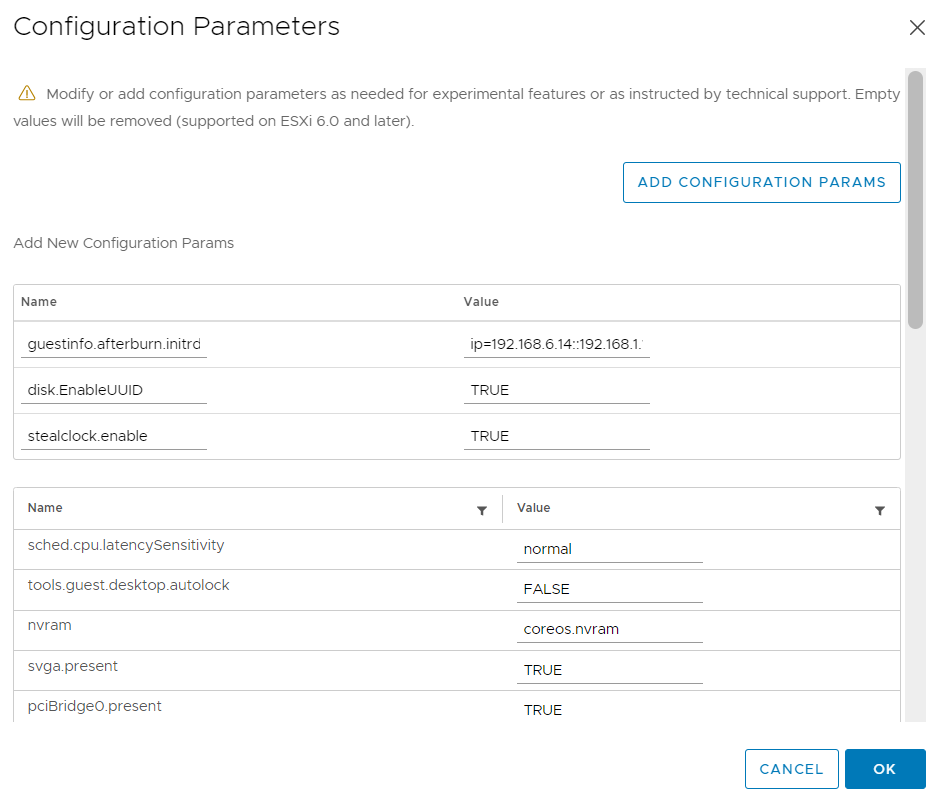 Configuration Parameters
Modify or add configuration parameters as needed for experimental features or as instructed by technical support. Empty
values will be removed (supported on ESXi 6.0 and later).
ADD CONFIGURATION PARAMS
Add New Configuration Params
Name Value
guestinfo.afterburn.initrd ip=192.168.6.14::192.168.1.
disk.EnableUUID TRUE
stealclock.enable TRUE
Name Value
sched.cpu.latencySensitivity normal
tools.guest.desktop.autolock FALSE
nvram coreos.nvram
svga.present TRUE
pciBridge0.present TRUE
CANCEL OK